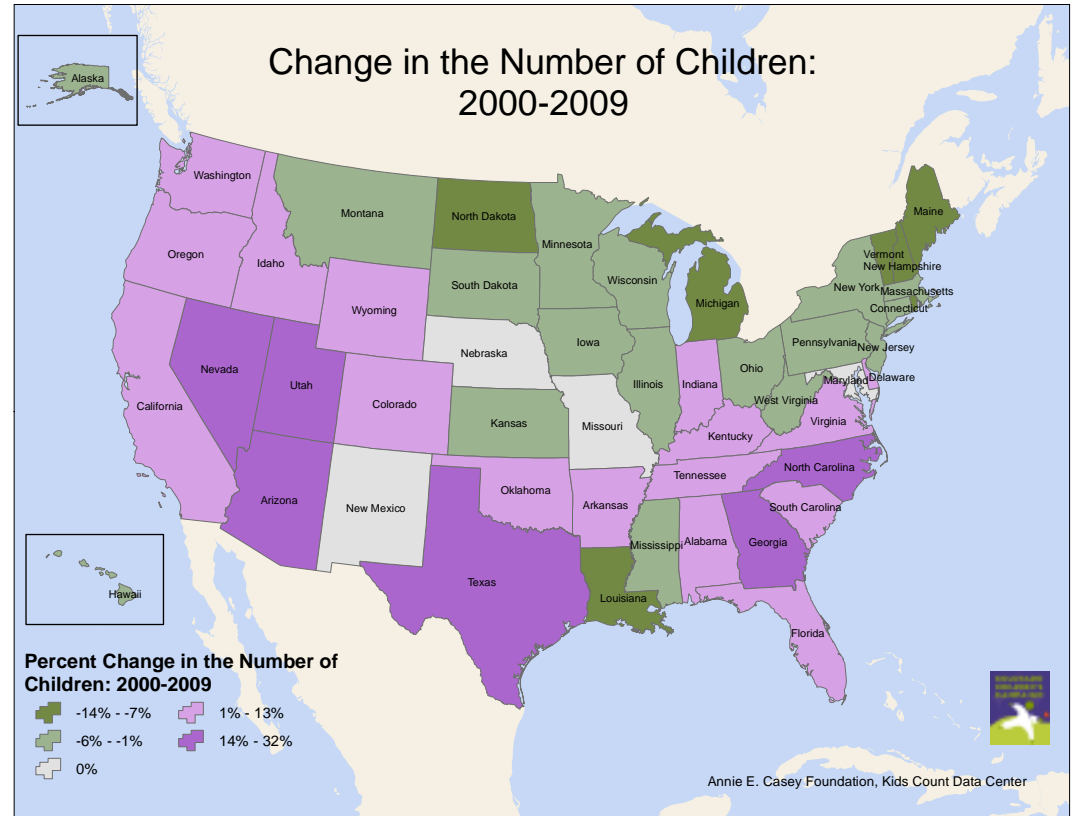 Change in the Number of Children:
2000-2009
Alaska
Washington
Montana
North Dakota
Maine
Oregon
Idaho
Minnesota
Vermont
New Hampshire
Wisconsin
South Dakota
New York
Massachusetts
Wyoming
Michigan
Connecticut
Nebraska
Iowa
Pennsylvania
New Jersey
Nevada
Utah
Illinois
Indiana
Ohio
Maryland
Delaware
California
Colorado
West Virginia
Kansas
Missouri
Kentucky
Virginia
Arizona
New Mexico
Oklahoma
Arkansas
Tennessee
North Carolina
South Carolina
Mississippi
Alabama
Georgia
Texas
Hawaii
Louisiana
Florida
Percent Change in the Number of
Children: 2000-2009
-14% - -7%
1% - 13%
-6% - -1%
14% - 32%
0%
Annie E. Casey Foundation, Kids Count Data Center